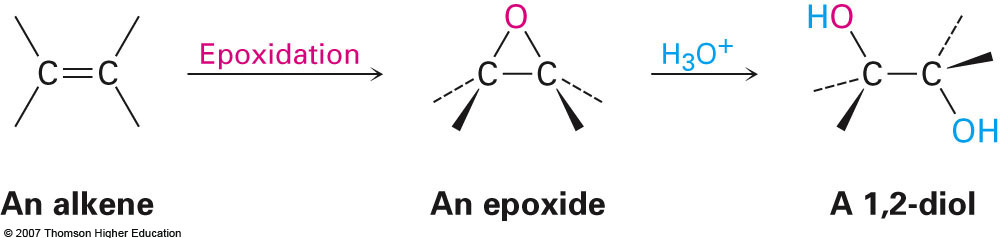 O
HO
Epoxidation
H₃O⁺
C=C
C—C
C—C
OH
An alkene
An epoxide
A 1,2-diol
© 2007 Thomson Higher Education